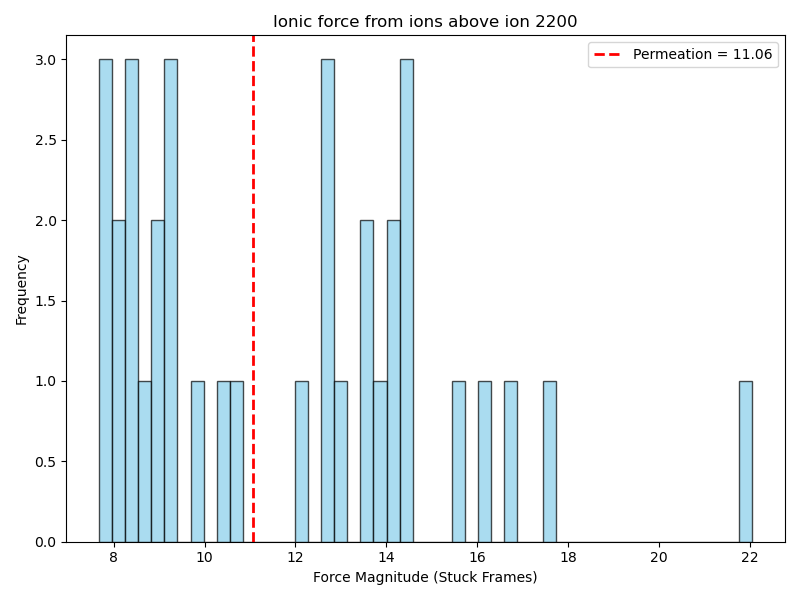 Ionic force from ions above ion 2200
Permeation = 11.06
3.0
2.5
2.0
1.5
1.0
0.5
0.0
Frequency
8 10 12 14 16 18 20 22
Force Magnitude (Stuck Frames)